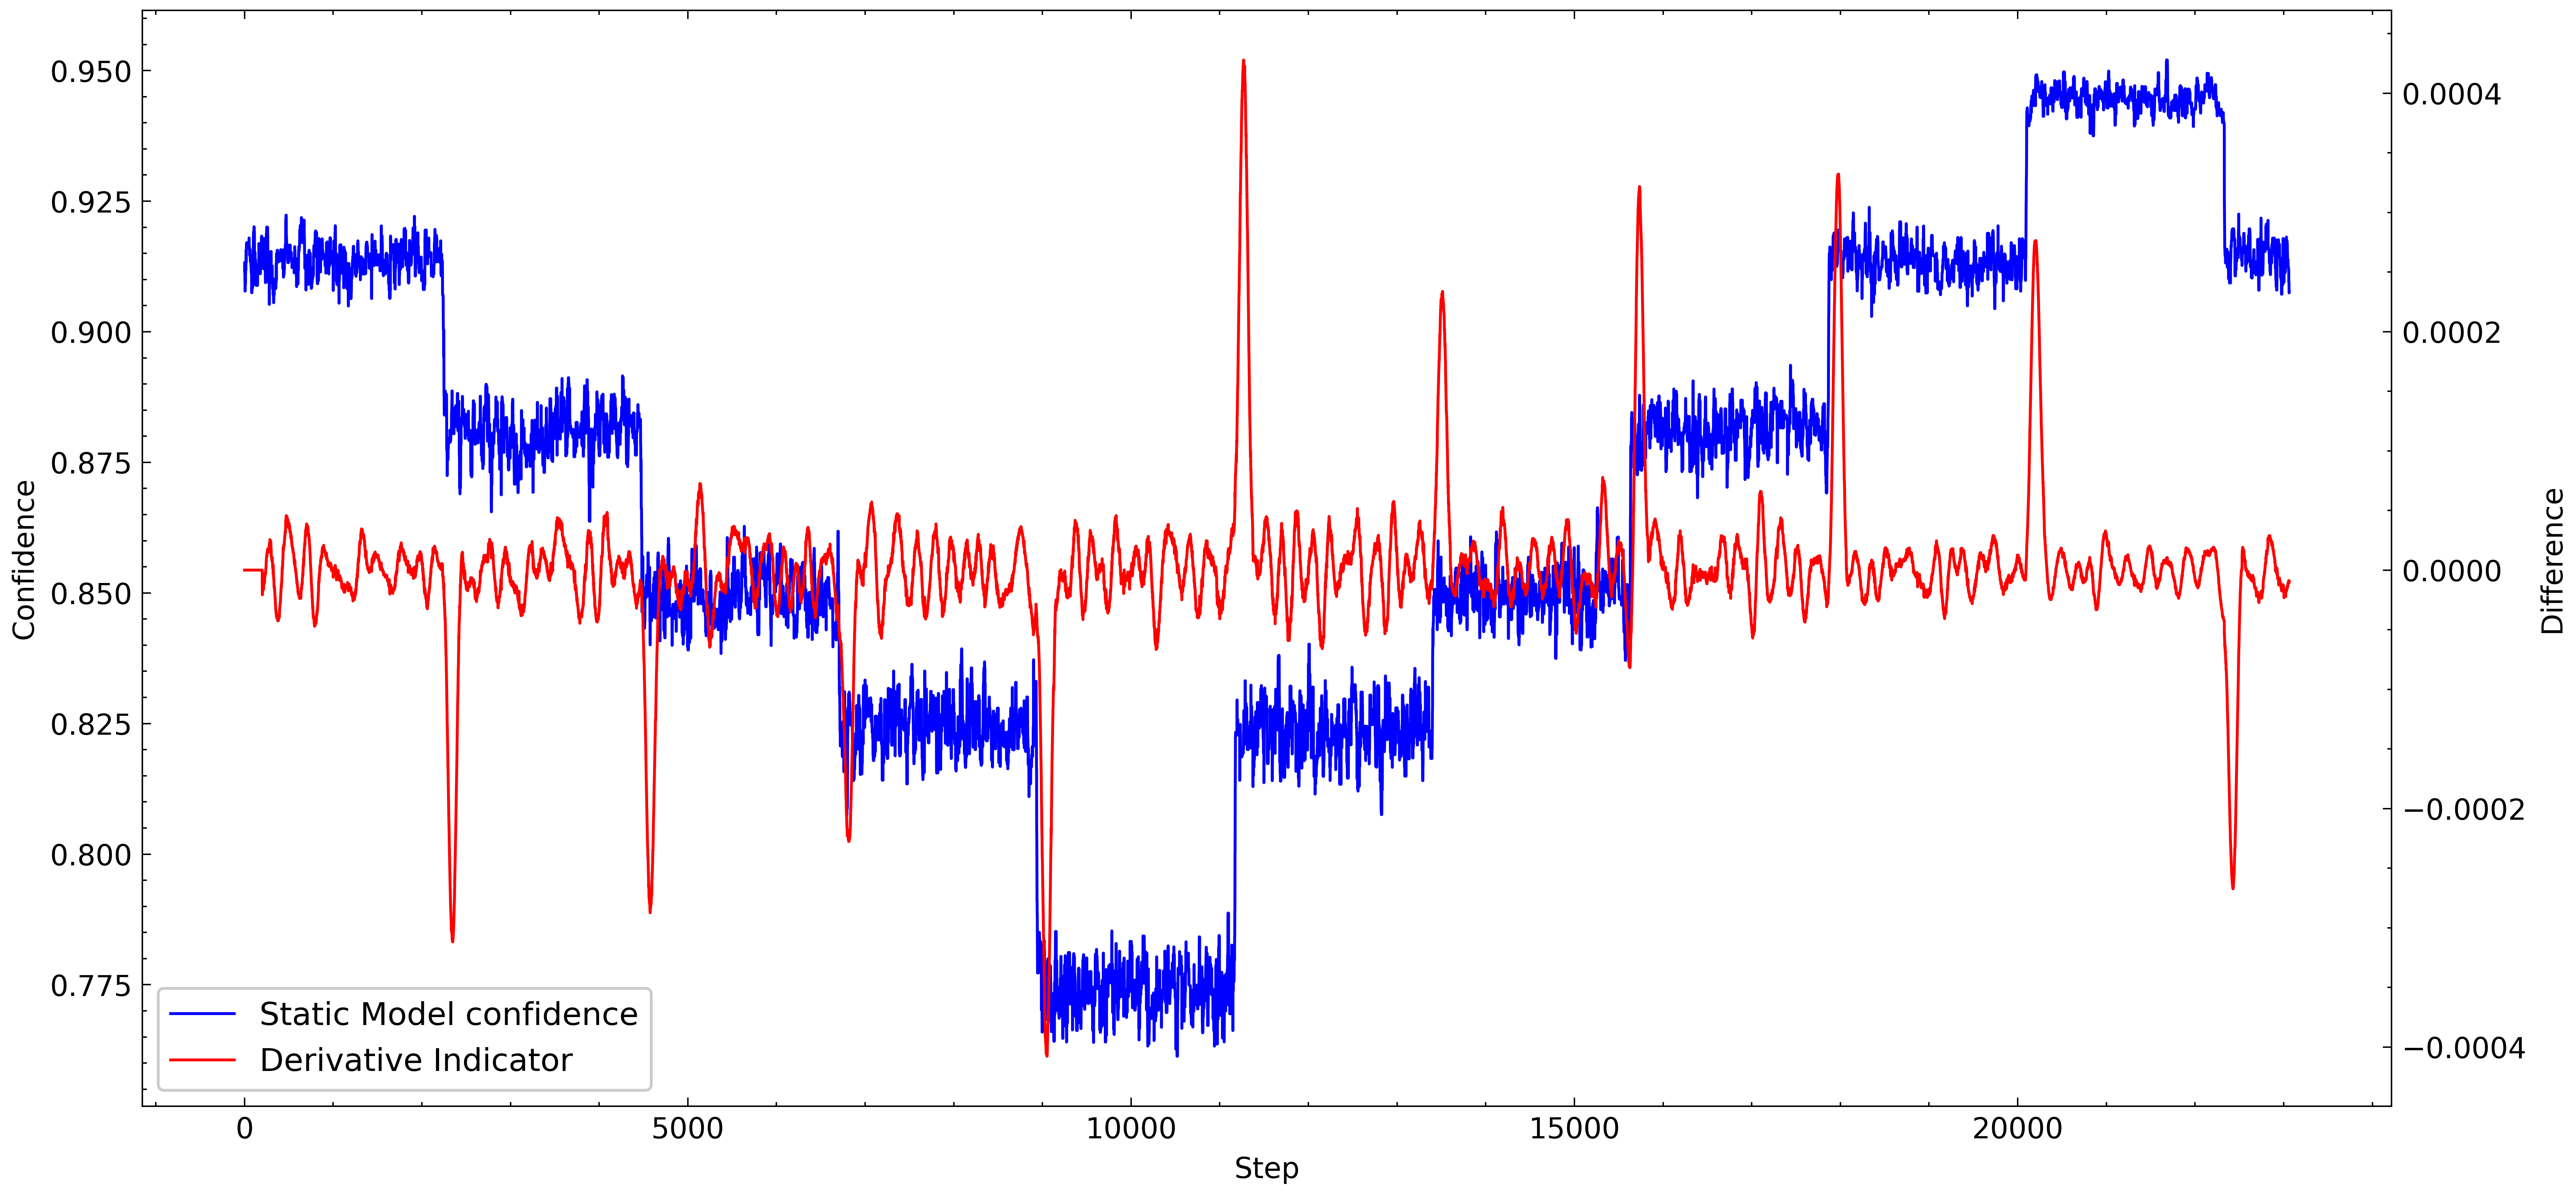 0.950
0.925
0.900
0.875
0.850
0.825
0.800
0.775
Confidence
0.0004
0.0002
0.0000
−0.0002
−0.0004
Difference
Static Model confidence
Derivative Indicator
0 5000 10000 15000 20000
Step